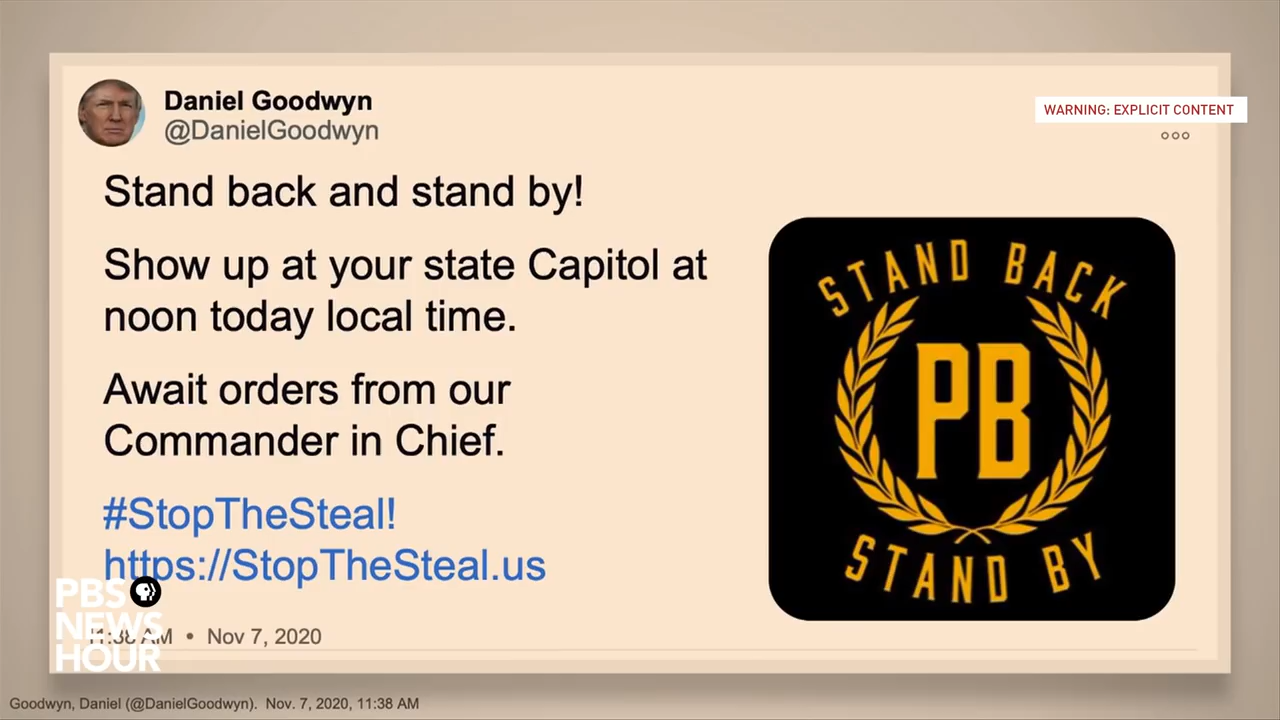 Daniel Goodwyn
@DanielGoodwyn
WARNING: EXPLICIT CONTENT
Stand back and stand by!
Show up at your state Capitol at
noon today local time.
Await orders from our
Commander in Chief.
#StopTheSteal!
https://StopTheSteal.us
11:38 AM • Nov 7, 2020
STAND BACK
PB
STAND BY
PBS
NEWS
HOUR
Goodwyn, Daniel (@DanielGoodwyn). Nov. 7, 2020, 11:38 AM